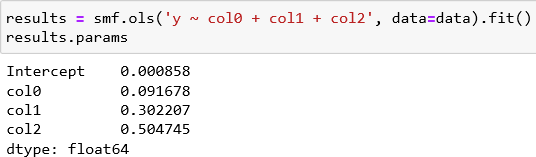 results = smf.ols('y ~ col0 + col1 + col2', data=data).fit()
results.params
Intercept    0.000858
col0         0.091678
col1         0.302207
col2         0.504745
dtype: float64